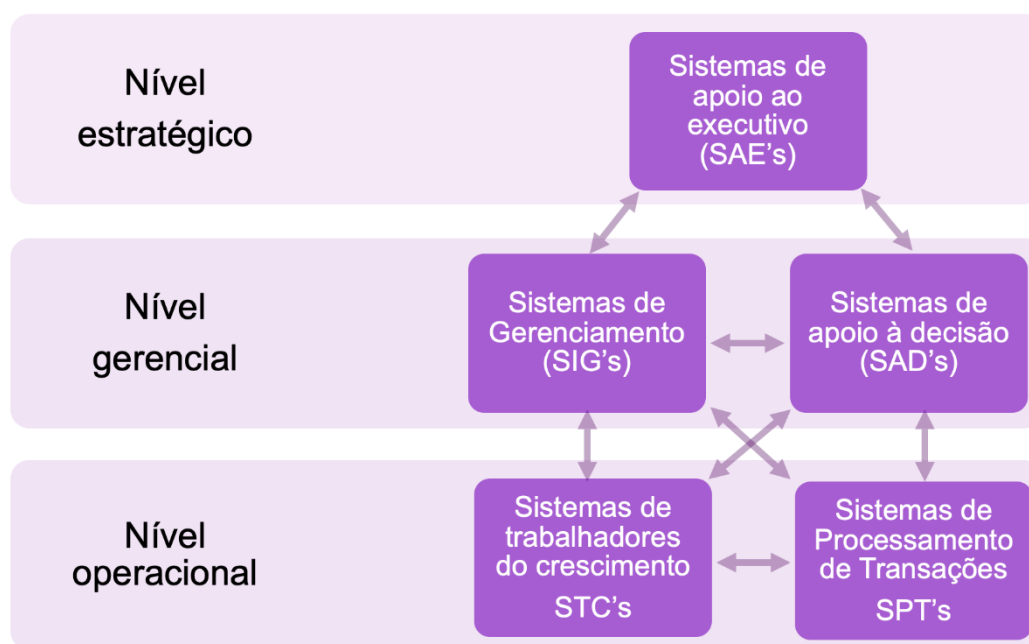 Nível
estratégico
Sistemas de
apoio ao
executivo
(SAE’s)
Nível
gerencial
Sistemas de
Gerenciamento
(SIG’s)
Sistemas de
apoio à decisão
(SAD’s)
Nível
operacional
Sistemas de
trabalhadores
do crescimento
STC’s
Sistemas de
Processamento
de Transações
SPT’s